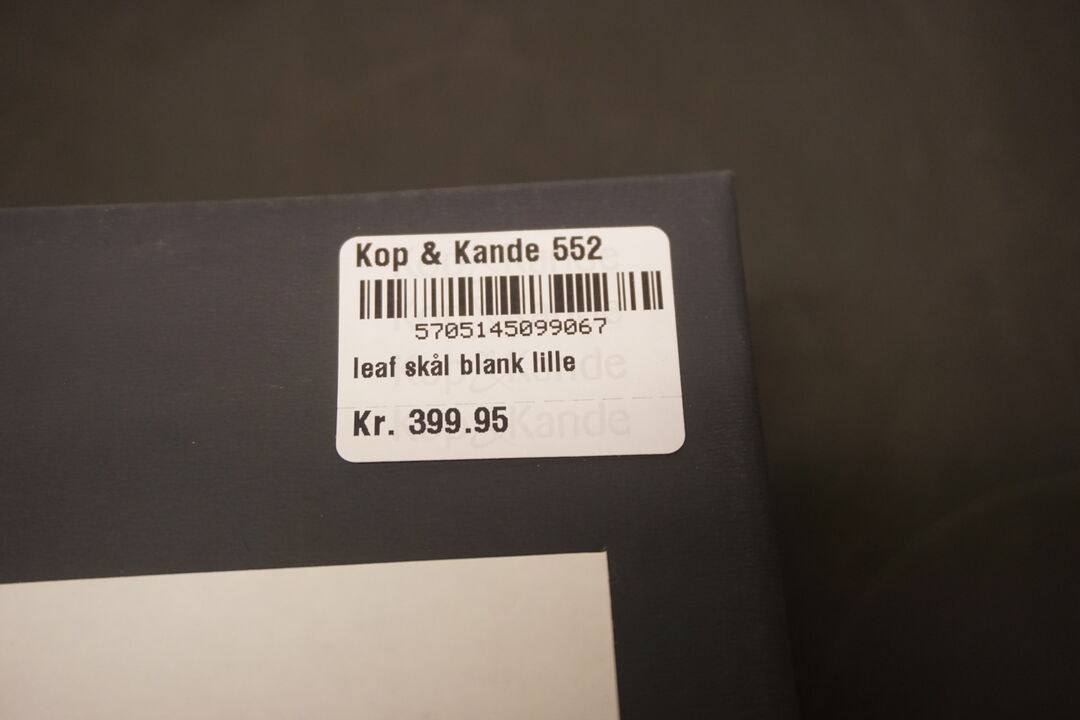 Kop & Kande 552
5705145099067
leaf skål blank lille
Kr. 399.95